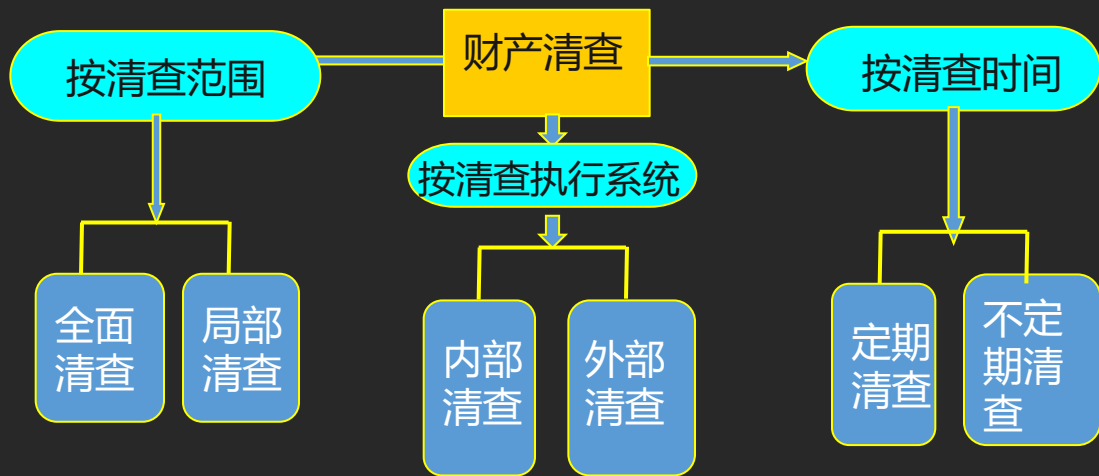 财产清查
按清查范围
按清查时间
按清查执行系统
全面
清查
局部
清查
内部
清查
外部
清查
定期
清查
不定
期清
查